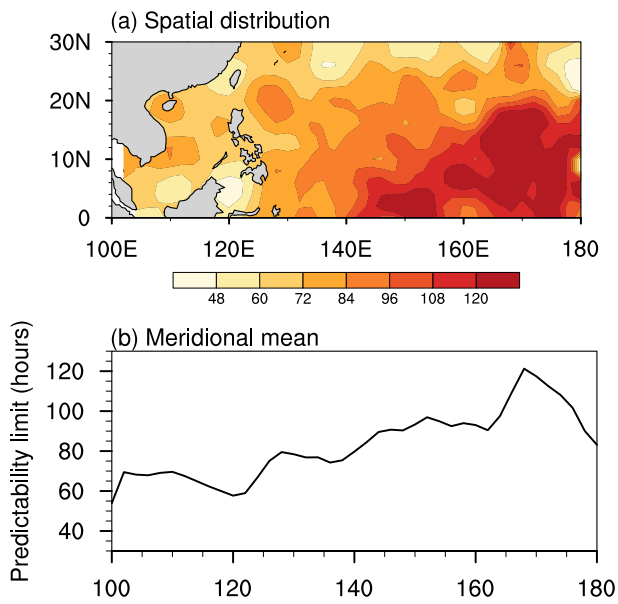 (a) Spatial distribution
30N
20N
10N
0
100E 120E 140E 160E 180
48 60 72 84 96 108 120
(b) Meridional mean
Predictability limit (hours)
120
100
80
60
40
100 120 140 160 180